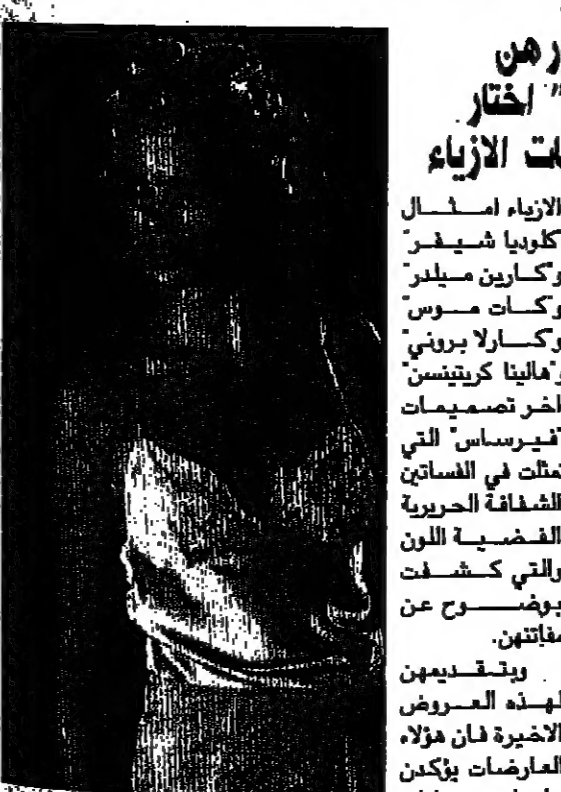 رهن
" اختار
ات الازياء
الازياء امثال
"كلوديا شيفر"
و"كارين ميلدر"
و"كات موس"
و"كارلا بروني"
و"هالينا كريتينسن"
اخر تصميمات
"فيرساس" التي
تمثلت في الفساتين
الشفافة الحريرية
الفضية اللون
والتي كشفت
بوضوح عن
مفاتنهن.
وبتقديمهن
لهذه العروض
الاخيرة فان هؤلاء
العارضات يؤكدن